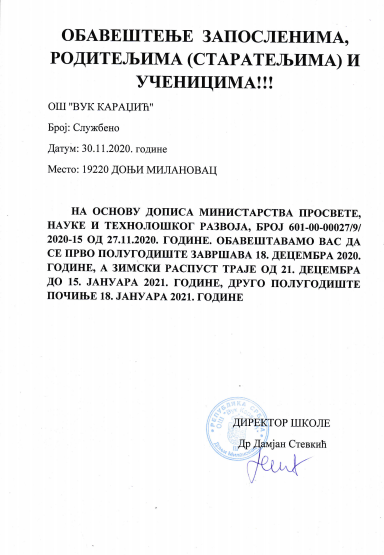 ОБАВЕШТЕЊЕ ЗАПОСЛЕНИМА,
РОДИТЕЉИМА (СТАРАТЕЉИМА) И
УЧЕНИЦИМА!!!
ОШ "ВУК КАРАЏИЋ"
Број: Службено
Датум: 30.11.2020. године
Место: 19220 ДОЊИ МИЛАНОВАЦ
НА ОСНОВУ ДОПИСА МИНИСТАРСТВА ПРОСВЕТЕ,
НАУКЕ И ТЕХНОЛОШКОГ РАЗВОЈА, БРОЈ 601-00-00027/9/
2020-15 ОД 27.11.2020. ГОДИНЕ. ОБАВЕШТАВАМО ВАС ДА
СЕ ПРВО ПОЛУГОДИШТЕ ЗАВРШАВА 18. ДЕЦЕМБРА 2020.
ГОДИНЕ, А ЗИМСКИ РАСПУСТ ТРАЈЕ ОД 21. ДЕЦЕМБРА
ДО 15. ЈАНУАРА 2021. ГОДИНЕ, ДРУГО ПОЛУГОДИШТЕ
ПОЧИЊЕ 18. ЈАНУАРА 2021. ГОДИНЕ
ДИРЕКТОР ШКОЛЕ
Др Дамјан Стевкић